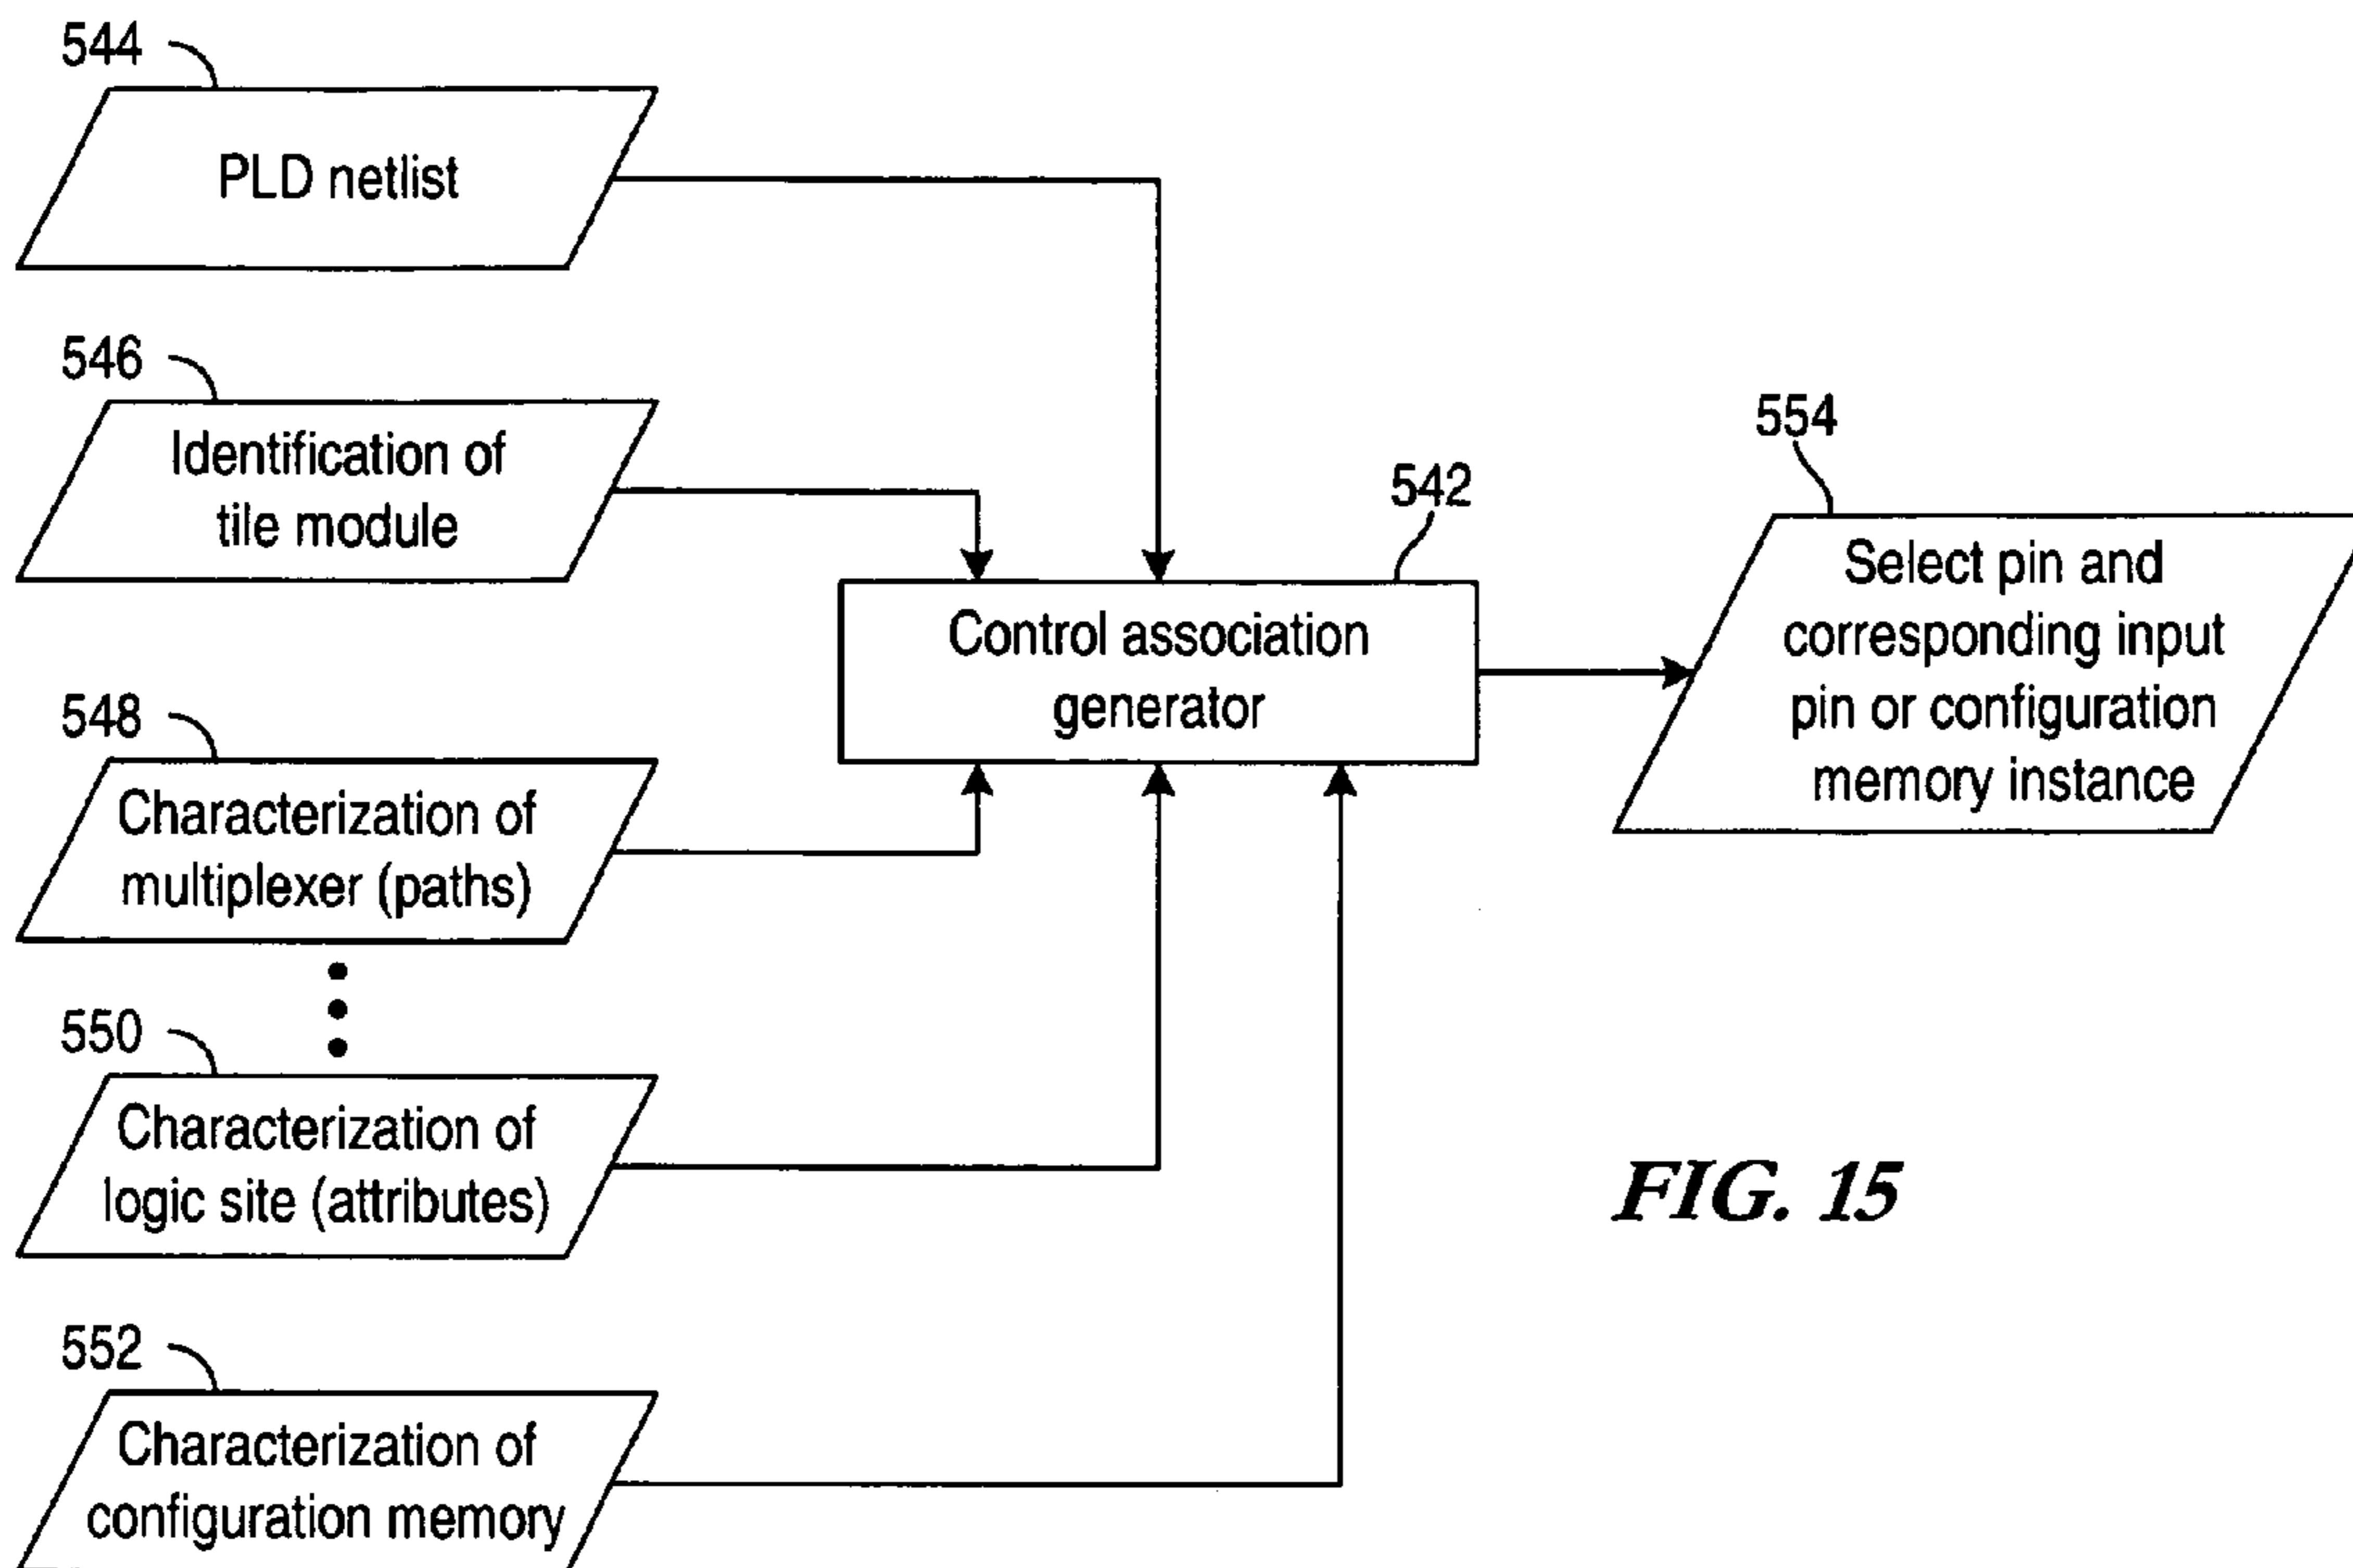 544
PLD netlist
546
Identification of
tile module
548
Characterization of
multiplexer (paths)
550
Characterization of
logic site (attributes)
552
Characterization of
configuration memory
542
Control association
generator
554
Select pin and
corresponding input
pin or configuration
memory instance
FIG. 15